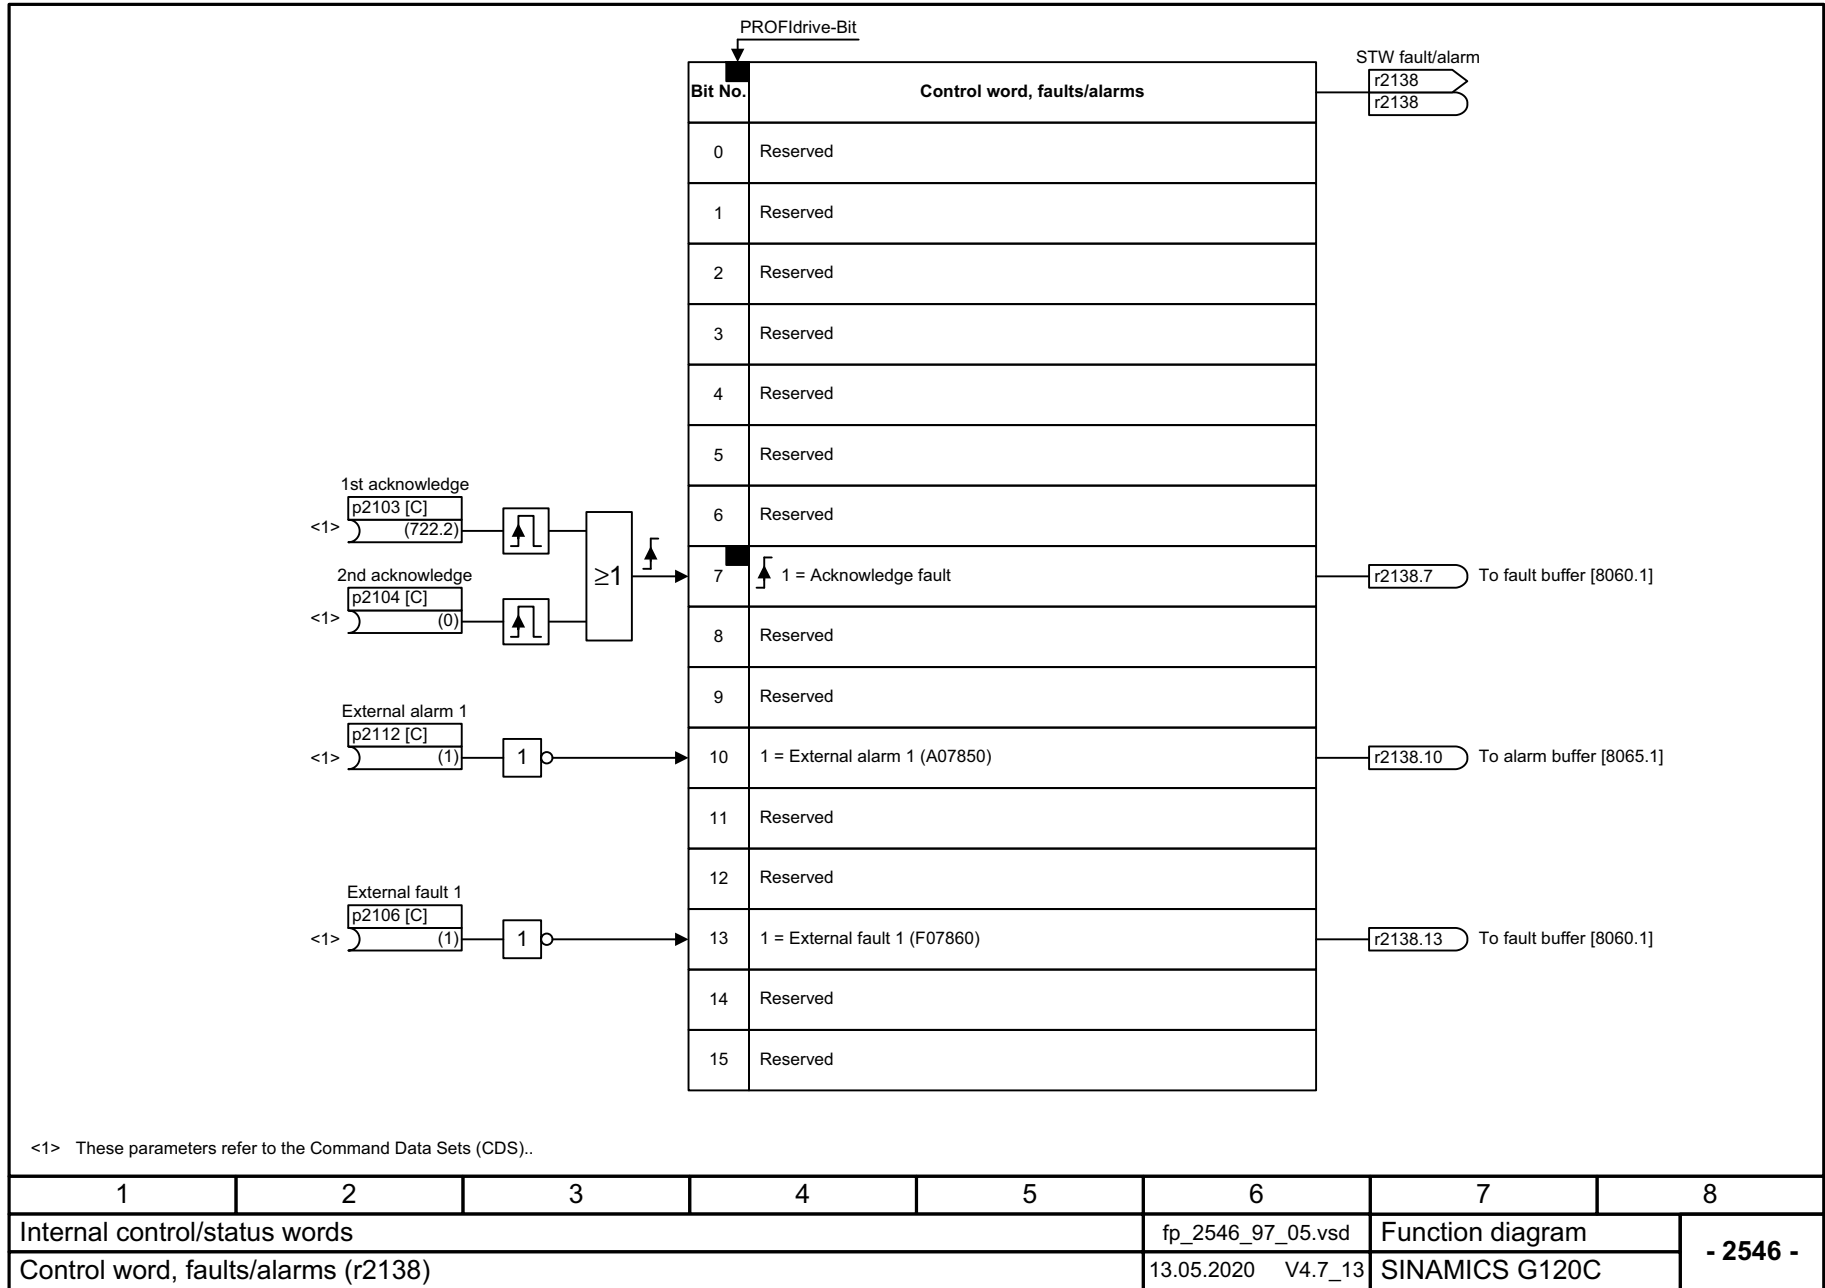 PROFIdrive-Bit
STW fault/alarm
r2138
r2138
Bit No. Control word, faults/alarms
0 Reserved
1 Reserved
2 Reserved
3 Reserved
4 Reserved
5 Reserved
6 Reserved
1st acknowledge
p2103 [C]
<1> (722.2)
2nd acknowledge
p2104 [C]
<1> (0)
≥1
7 1 = Acknowledge fault
r2138.7 To fault buffer [8060.1]
8 Reserved
9 Reserved
External alarm 1
p2112 [C]
<1> (1) 1
10 1 = External alarm 1 (A07850)
r2138.10 To alarm buffer [8065.1]
11 Reserved
12 Reserved
External fault 1
p2106 [C]
<1> (1) 1
13 1 = External fault 1 (F07860)
r2138.13 To fault buffer [8060.1]
14 Reserved
15 Reserved
<1> These parameters refer to the Command Data Sets (CDS)..
1 2 3 4 5 6 7 8
Internal control/status words fp_2546_97_05.vsd Function diagram
- 2546 -
Control word, faults/alarms (r2138) 13.05.2020 V4.7_13 SINAMICS G120C